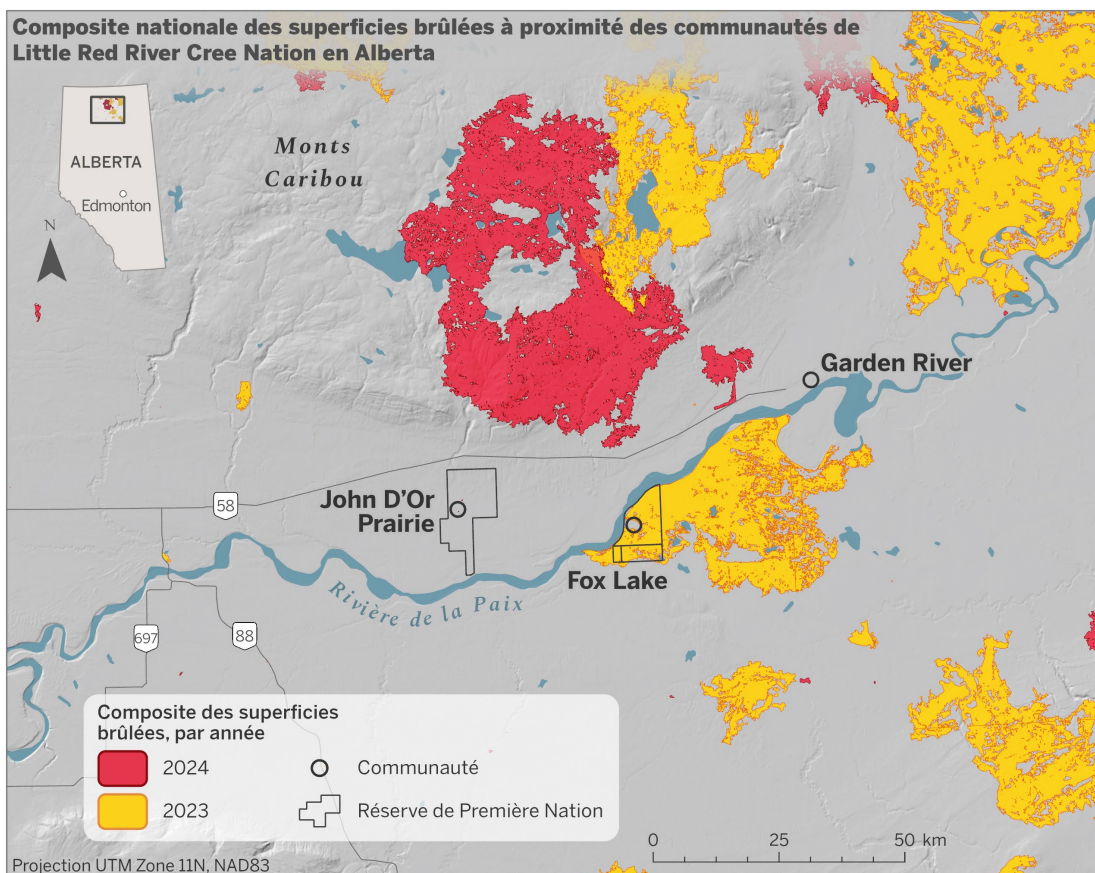 Composite nationale des superficies brûlées à proximité des communautés de
Little Red River Cree Nation en Alberta
Monts
Caribou
ALBERTA
Edmonton
N
Garden River
John D'Or
Prairie
58
Fox Lake
Rivière de la Paix
697
88
Composite des superficies
brûlées, par année
2024
Communauté
2023
Réserve de Première Nation
0 25 50 km
Projection UTM Zone 11N, NAD83